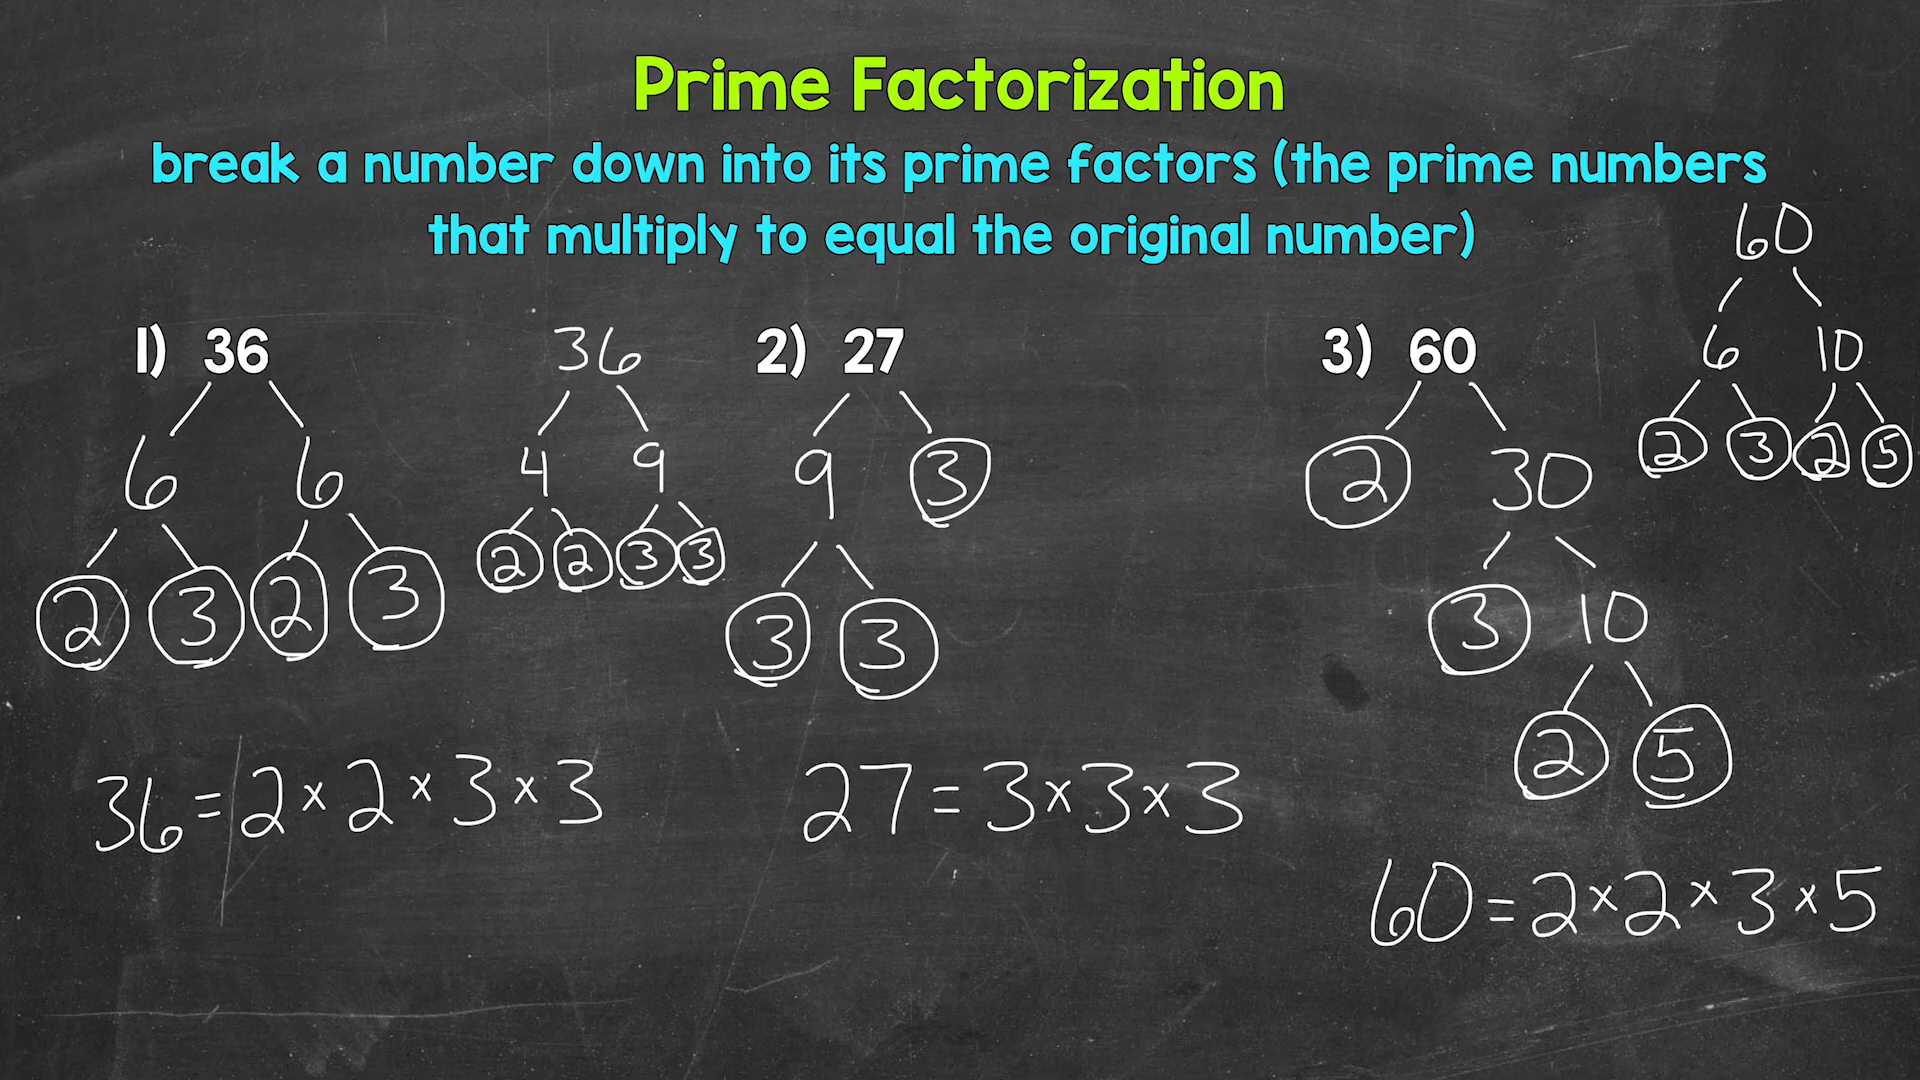 Prime Factorization
break a number down into its prime factors (the prime numbers
that multiply to equal the original number)
1) 36
6 6
2 3 2 3
36 = 2 × 2 × 3 × 3
36
4 9
2 2 3 3
2) 27
9 3
3 3
27 = 3 × 3 × 3
3) 60
2 30
3 10
2 5
60 = 2 × 2 × 3 × 5
60
6 10
2 3 2 5